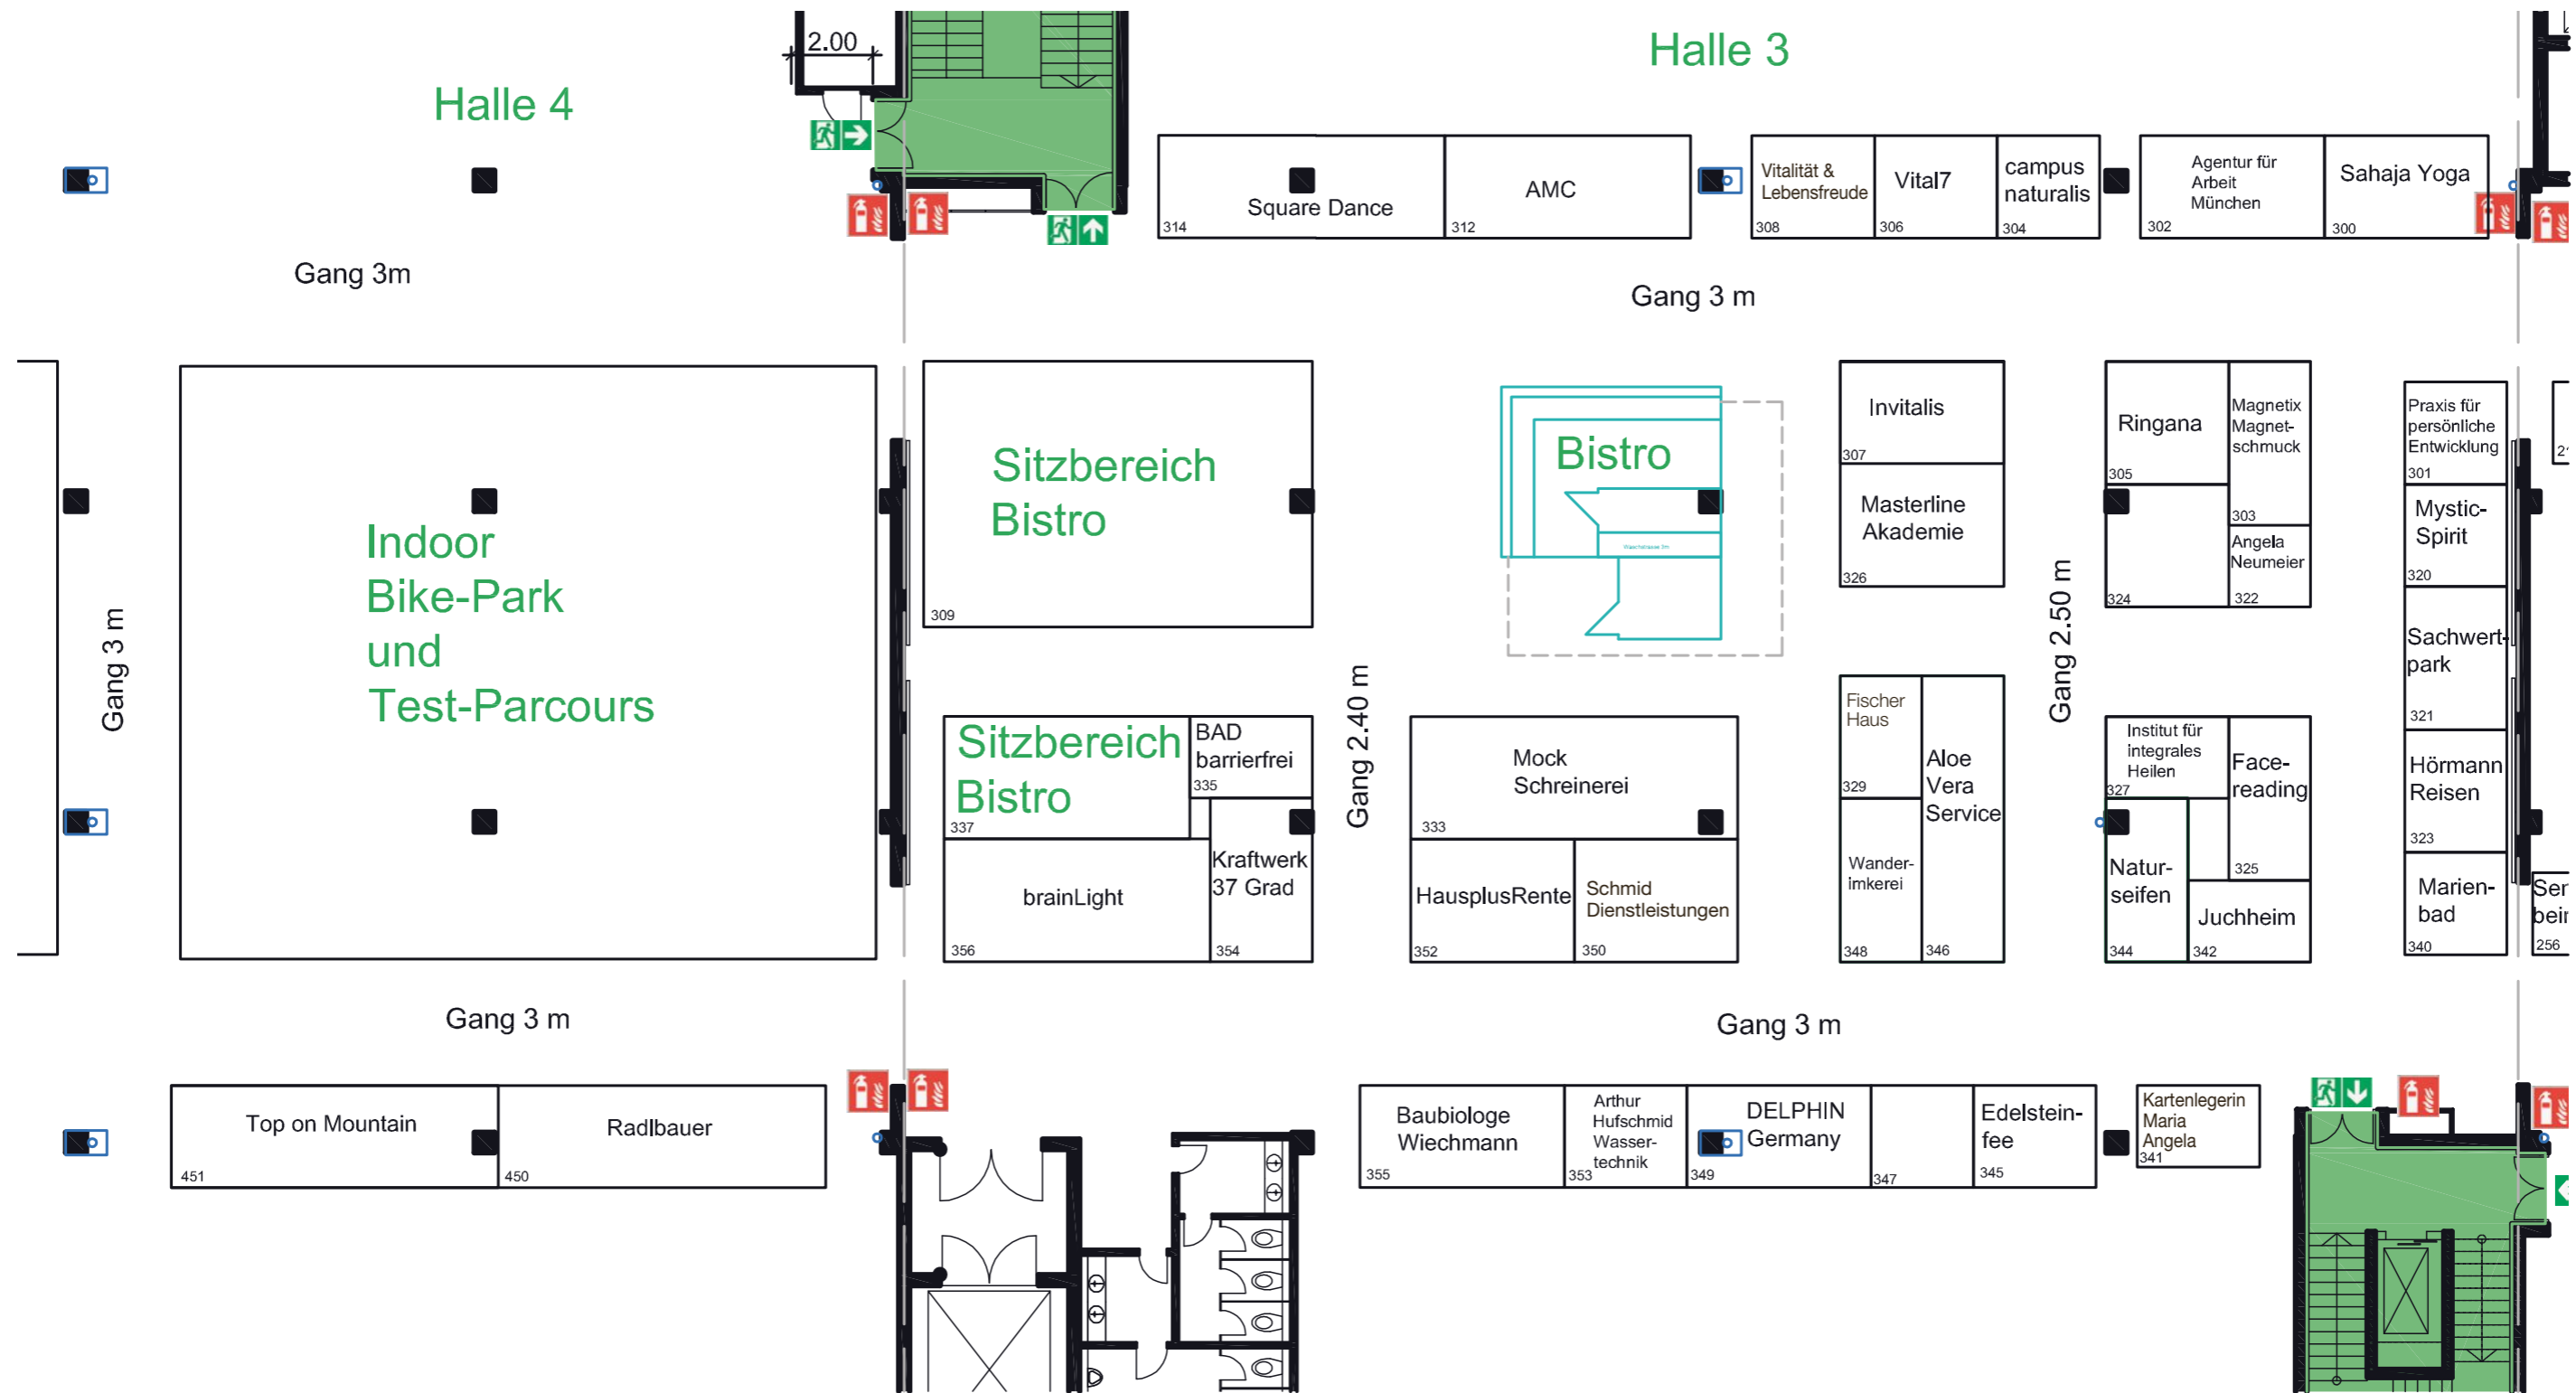 2.00
Halle 3
Halle 4
Square Dance
314
AMC
312
Vitalität &
Lebensfreude
308
Vital7
306
campus
naturalis
304
Agentur für
Arbeit
München
302
Sahaja Yoga
300
Gang 3m
Gang 3 m
Indoor
Bike-Park
und
Test-Parcours
Gang 3 m
Sitzbereich
Bistro
309
Bistro
Invitalis
307
Masterline
Akademie
326
Ringana
305
Magnetix
Magnet-
schmuck
303
324
Angela
Neumeier
322
Praxis für
persönliche
Entwicklung
301
Mystic-
Spirit
320
Sachwert-
park
321
Hörmann
Reisen
323
Marien-
bad
340
Gang 2.40 m
Gang 2.50 m
Sitzbereich
Bistro
337
BAD
barrierfrei
335
brainLight
356
Kraftwerk
37 Grad
354
Mock
Schreinerei
333
HausplusRente
352
Schmid
Dienstleistungen
350
Fischer
Haus
329
Aloe
Vera
Service
346
Wander-
imkerei
348
Institut für
integrales
Heilen
327
Face-
reading
325
Natur-
seifen
344
Juchheim
342
Ser
bei
256
Gang 3 m
Gang 3 m
Top on Mountain
451
Radlbauer
450
Baubiologe
Wiechmann
355
Arthur
Hufschmid
Wasser-
technik
353
DELPHIN
Germany
349
347
Edelstein-
fee
345
Kartenlegerin
Maria
Angela
341